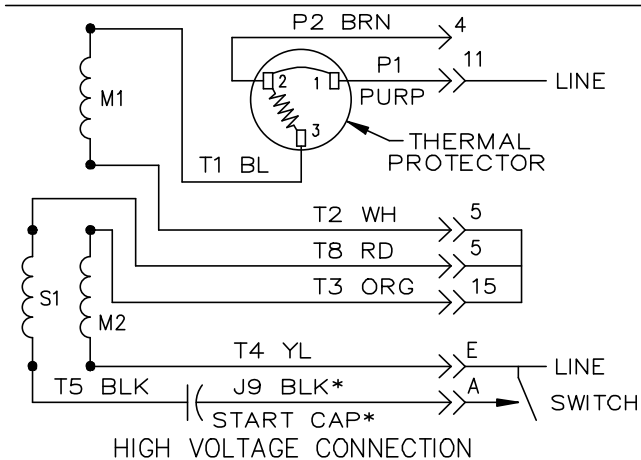 P2 BRN 4
P1 11
M1 2 1 LINE
PURP
3
THERMAL
PROTECTOR
T1 BL
T2 WH 5
T8 RD 5
S1 T3 ORG 15
M2
T4 YL E
LINE
T5 BLK J9 BLK* A
SWITCH
START CAP*
HIGH VOLTAGE CONNECTION